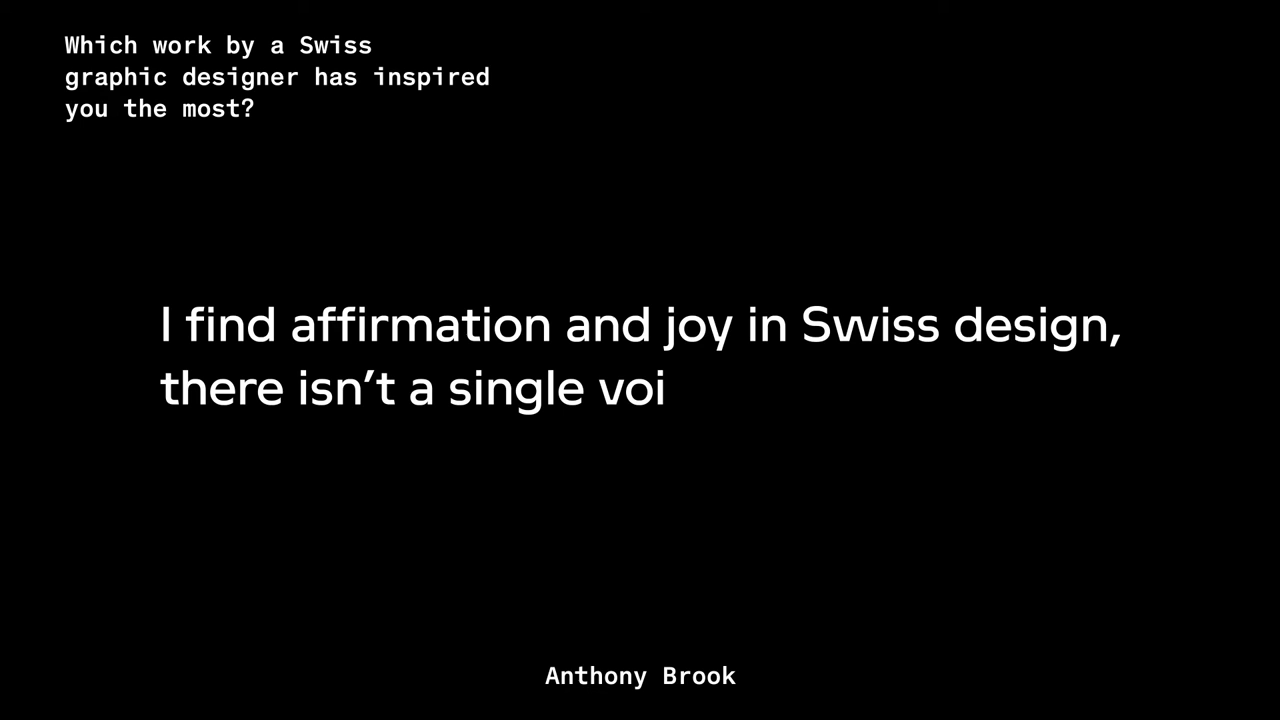 Which work by a Swiss
graphic designer has inspired
you the most?
I find affirmation and joy in Swiss design,
there isn’t a single voi
Anthony Brook